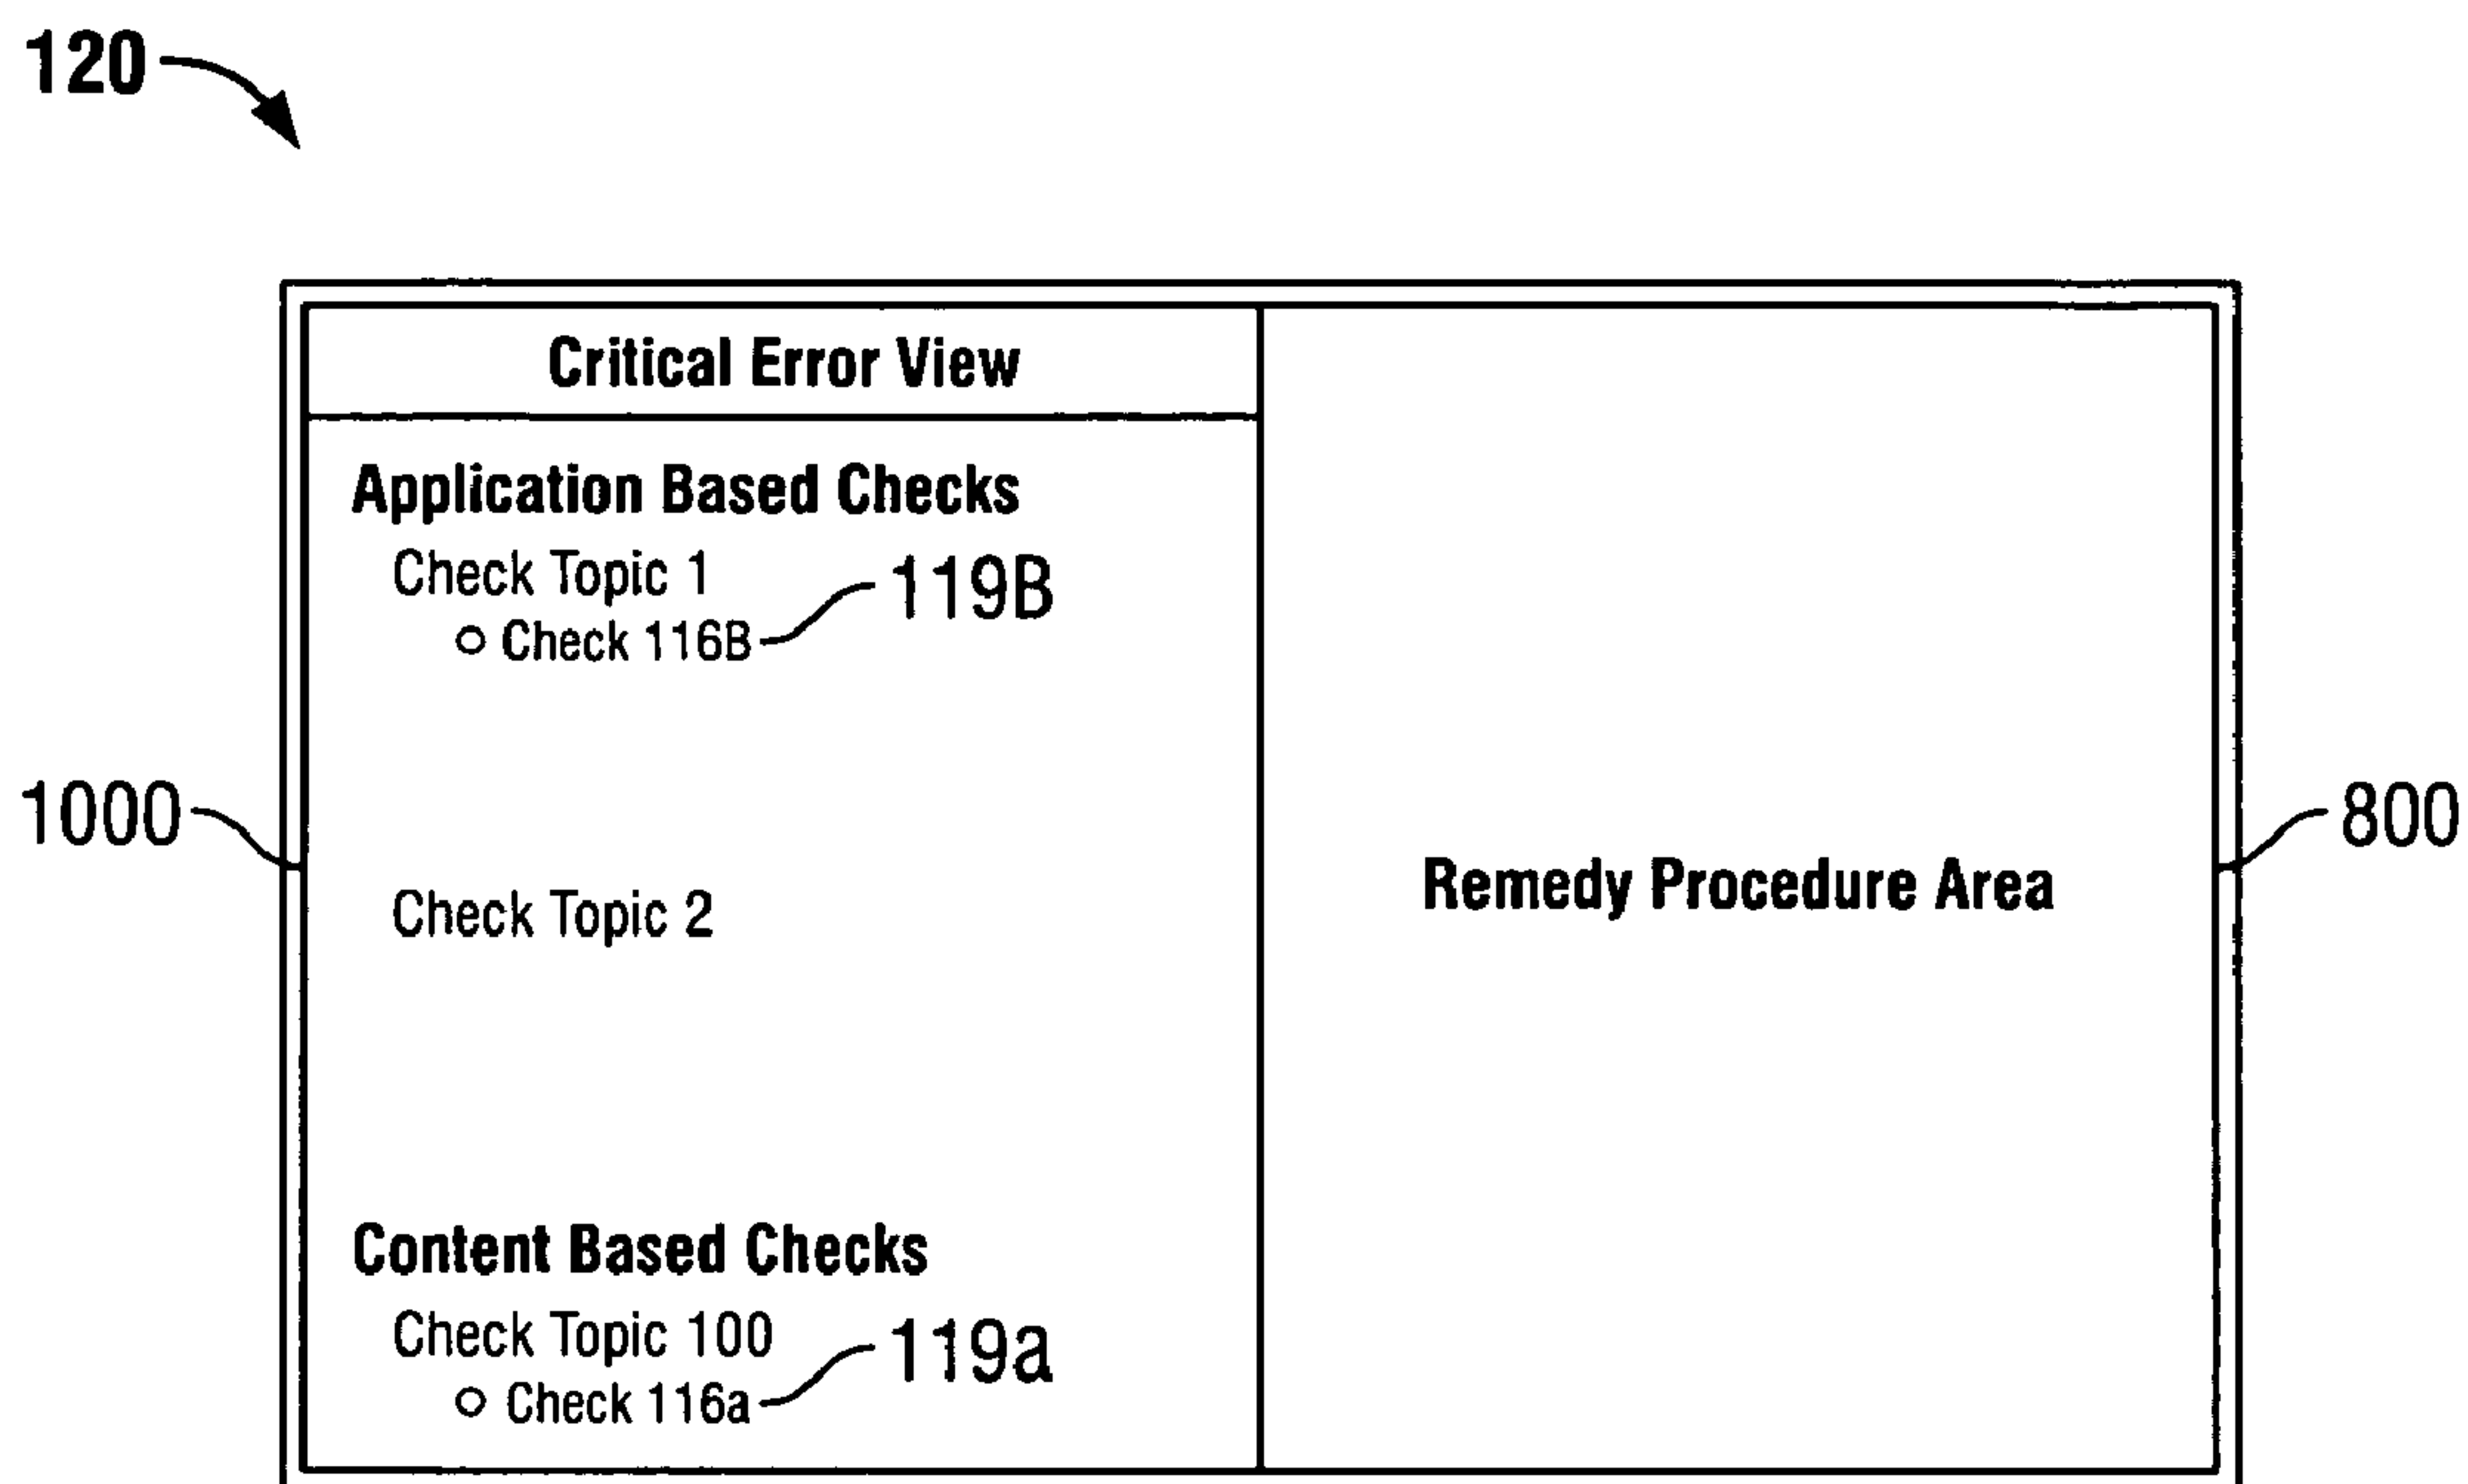 120
Critical Error View
Application Based Checks
Check Topic 1
119B
Check 116B
1000
800
Check Topic 2
Remedy Procedure Area
Content Based Checks
Check Topic 100
119a
Check 116a